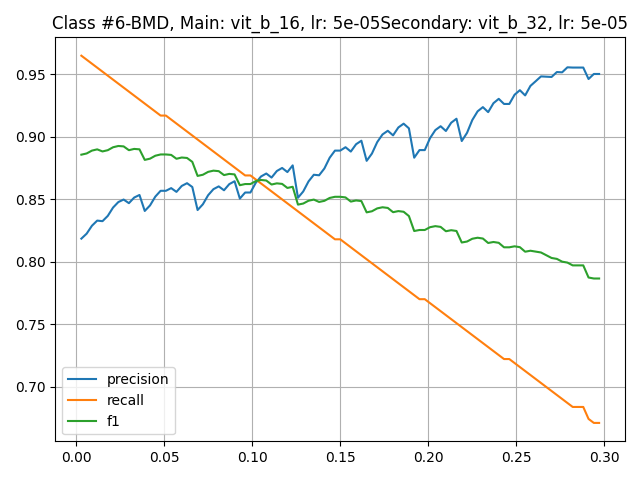 Class #6-BMD, Main: vit_b_16, lr: 5e-05Secondary: vit_b_32, lr: 5e-05
0.95
0.90
0.85
0.80
0.75
0.70
precision
recall
f1
0.00 0.05 0.10 0.15 0.20 0.25 0.30